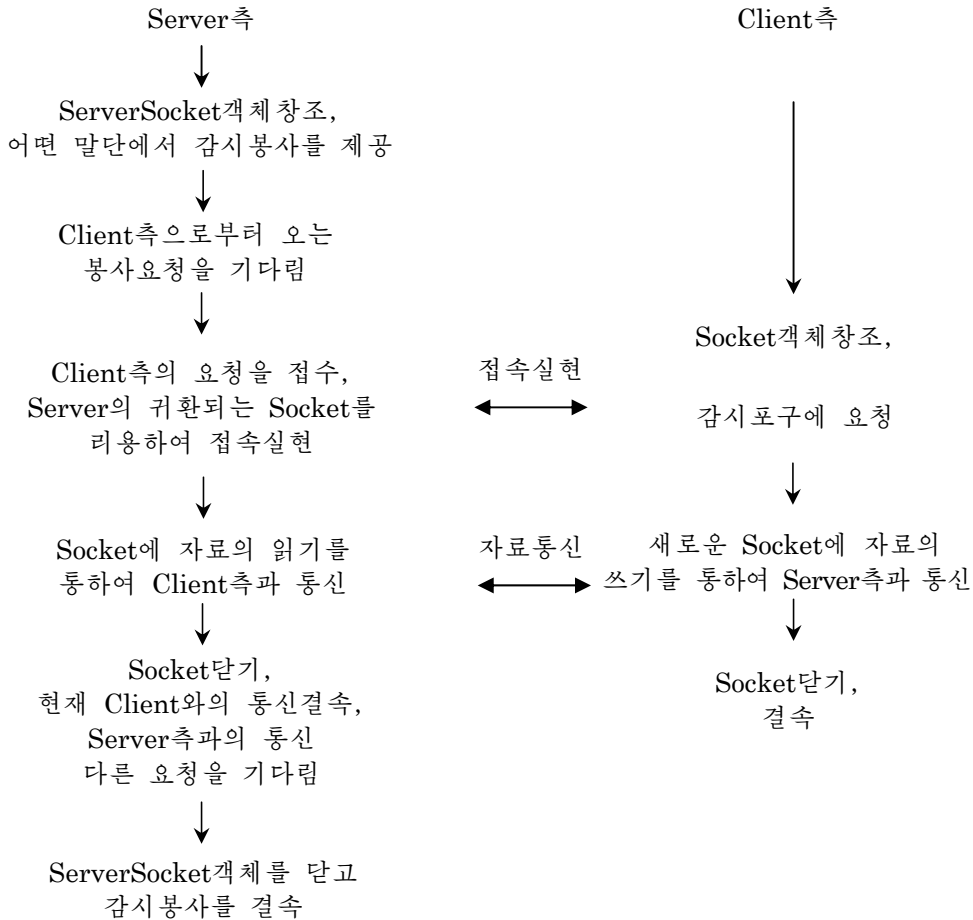 Server측
ServerSocket객체창조,
어떤 말단에서 감시봉사를 제공
Client측으로부터 오는
봉사요청을 기다림
Client측의 요청을 접수,
Server의 귀환되는 Socket를
리용하여 접속실현
Socket에 자료의 읽기를
통하여 Client측과 통신
Socket닫기,
현재 Client와의 통신결속,
Server측과의 통신
다른 요청을 기다림
ServerSocket객체를 닫고
감시봉사를 결속
접속실현
자료통신
Client측
Socket객체창조,
감시포구에 요청
새로운 Socket에 자료의
쓰기를 통하여 Server측과 통신
Socket닫기,
결속